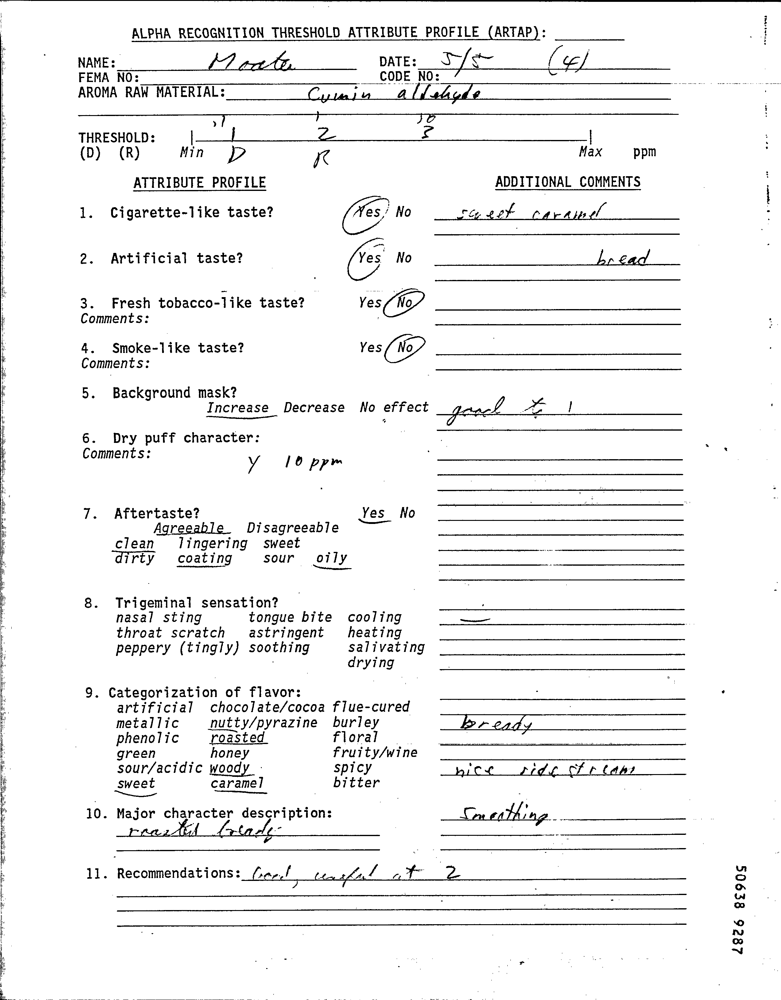 ALPHA RECOGNITION THRESHOLD ATTRIBUTE PROFILE (ARTAP):
NAME: DATE: 5/5 (4)
FEMA NO: CODE NO:
AROMA RAW MATERIAL: Cumin aldehyde
.1 1 10
THRESHOLD: 2 3
(D) (R) Min D R Max ppm
ATTRIBUTE PROFILE ADDITIONAL COMMENTS
1. Cigarette-like taste? Yes No sweet caramel
2. Artificial taste? Yes No bread
3. Fresh tobacco-like taste? Yes No
Comments:
4. Smoke-like taste? Yes No
Comments:
5. Background mask?
Increase Decrease No effect good to 1
6. Dry puff character:
Comments:
Y 10 ppm
7. Aftertaste? Yes No
Agreeable Disagreeable
clean lingering sweet
dirty coating sour oily
8. Trigeminal sensation?
nasal sting tongue bite cooling
throat scratch astringent heating
peppery (tingly) soothing salivating
drying
9. Categorization of flavor:
artificial chocolate/cocoa flue-cured
metallic nutty/pyrazine burley bready
phenolic roasted floral
green honey fruity/wine
sour/acidic woody spicy nice sidestream
sweet caramel bitter
10. Major character description: Smoothing
roasted bready
11. Recommendations: Good, useful at 2
50638 9287